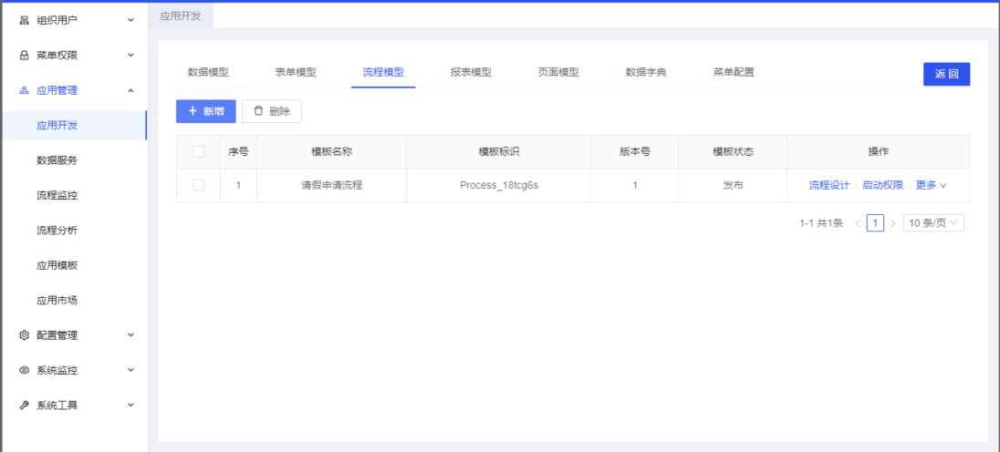 组织用户
菜单权限
应用管理
应用开发
数据服务
流程监控
流程分析
应用模板
应用市场
配置管理
系统监控
系统工具
应用开发
数据模型 表单模型 流程模型 报表模型 页面模型 数据字典 菜单配置 返回
+ 新增 删除
序号 模板名称 模板标识 版本号 模板状态 操作
1 请假申请流程 Process_18tcg6s 1 发布 流程设计 启动权限 更多
1-1 共1条 < 1 > 10 条/页